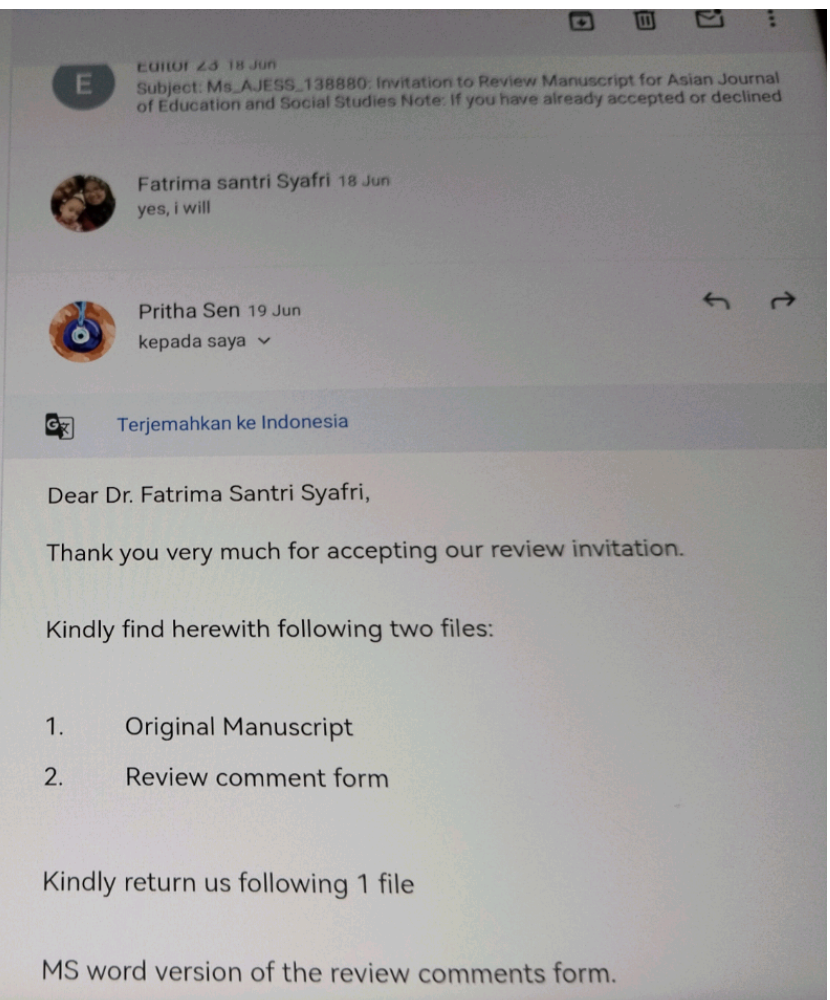 E
Editor 23 18 Jun
Subject: Ms_AJESS_138880: Invitation to Review Manuscript for Asian Journal
of Education and Social Studies Note: If you have already accepted or declined
Fatrima santri Syafri 18 Jun
yes, i will
Pritha Sen 19 Jun
kepada saya
Terjemahkan ke Indonesia
Dear Dr. Fatrima Santri Syafri,
Thank you very much for accepting our review invitation.
Kindly find herewith following two files:
1. Original Manuscript
2. Review comment form
Kindly return us following 1 file
MS word version of the review comments form.